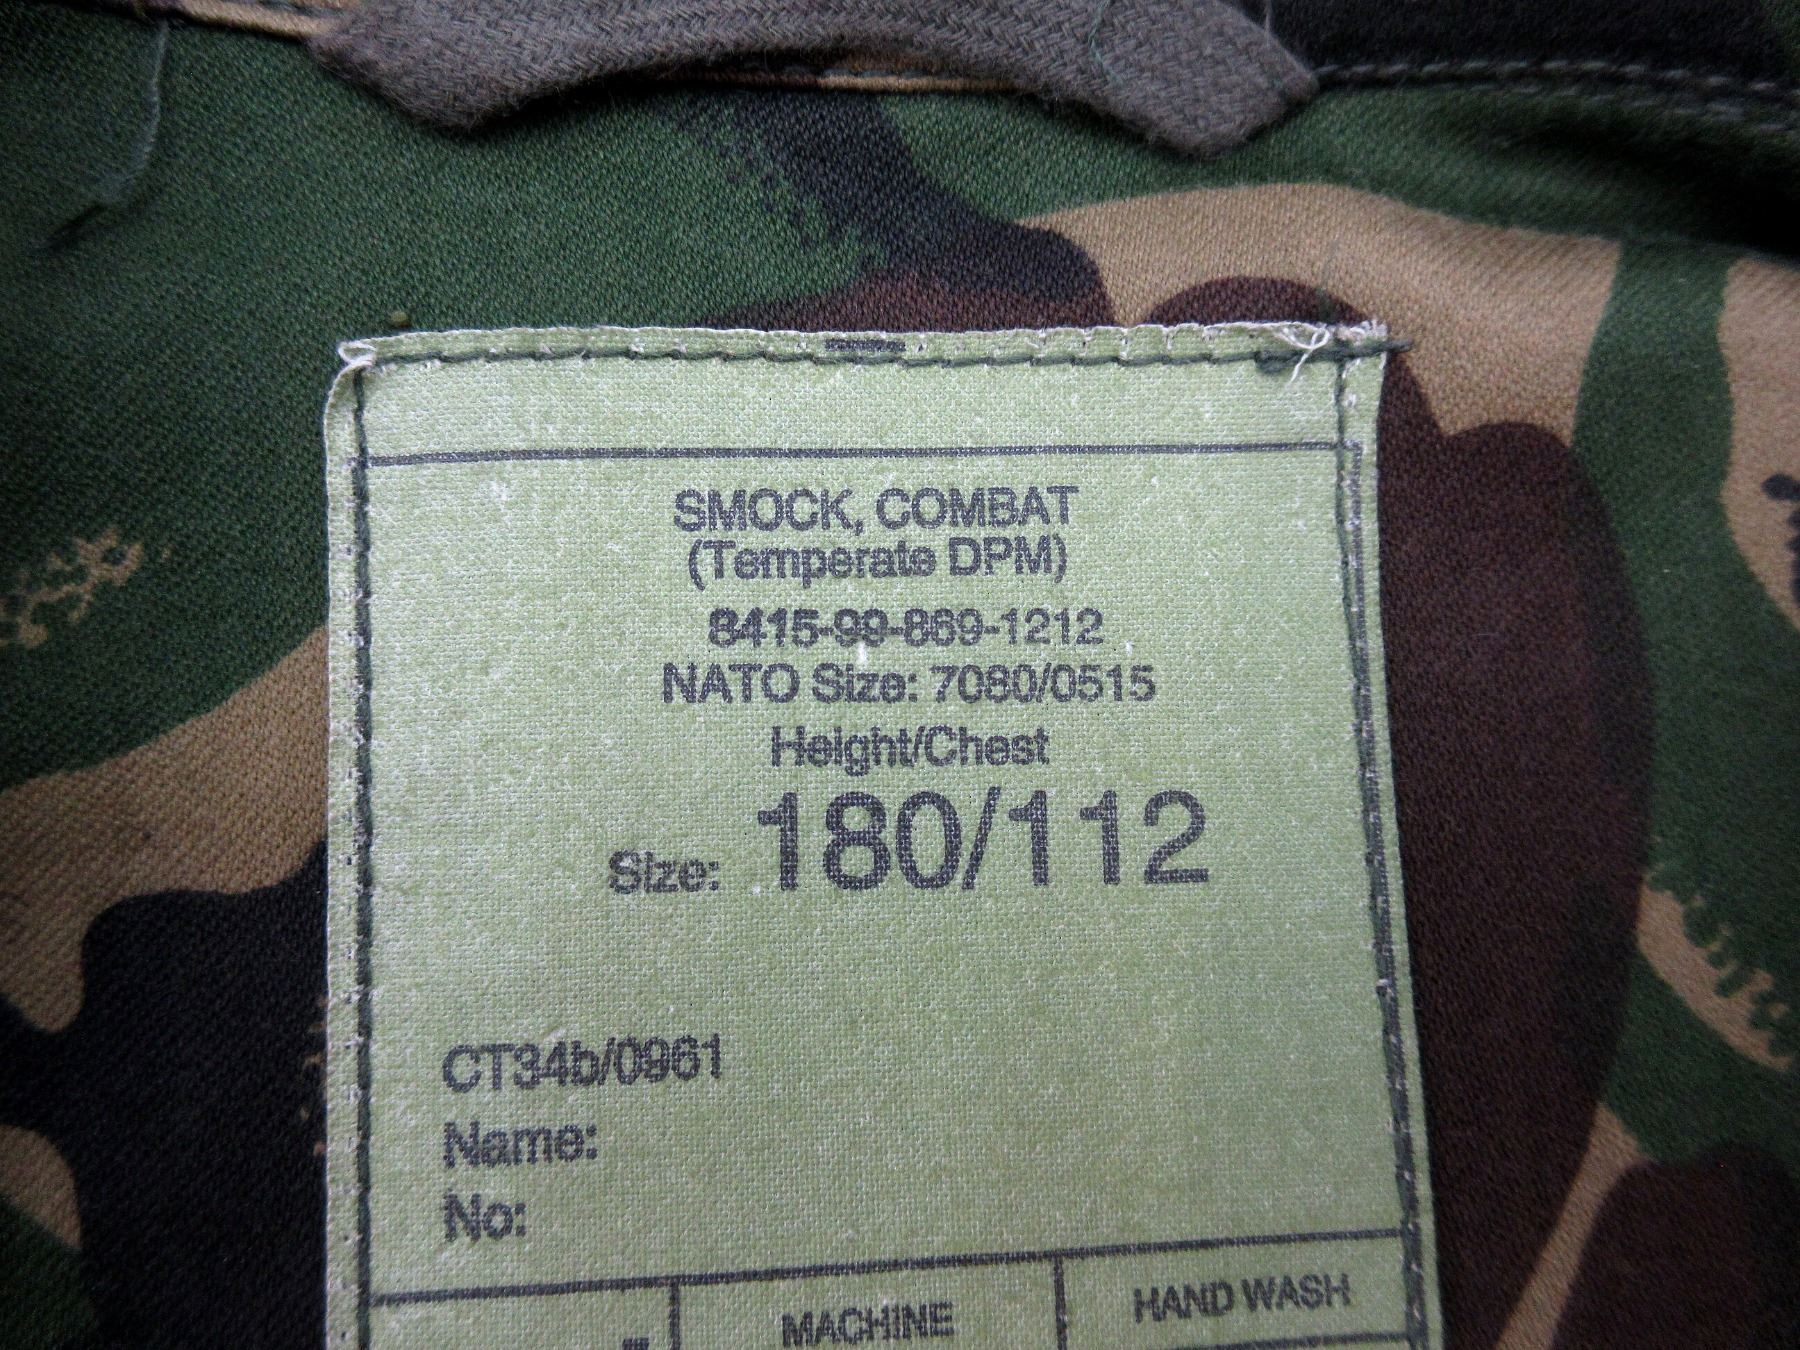 SMOCK, COMBAT
(Temperate DPM)
8415-99-869-1212
NATO Size: 7080/0515
Height/Chest
Size: 180/112
CT34b/0961
Name:
No:
MACHINE
HAND WASH